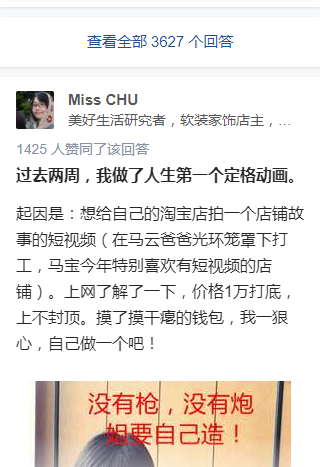 查看全部 3627 个回答
Miss CHU
美好生活研究者，软装家饰店主，...
1425 人赞同了该回答
过去两周，我做了人生第一个定格动画。
起因是：想给自己的淘宝店拍一个店铺故
事的短视频（在马云爸爸光环笼罩下打
工，马宝今年特别喜欢有短视频的店
铺）。上网了解了一下，价格1万打底，
上不封顶。摸了摸干瘪的钱包，我一狠
心，自己做一个吧！
没有枪，没有炮
姐要自己造！